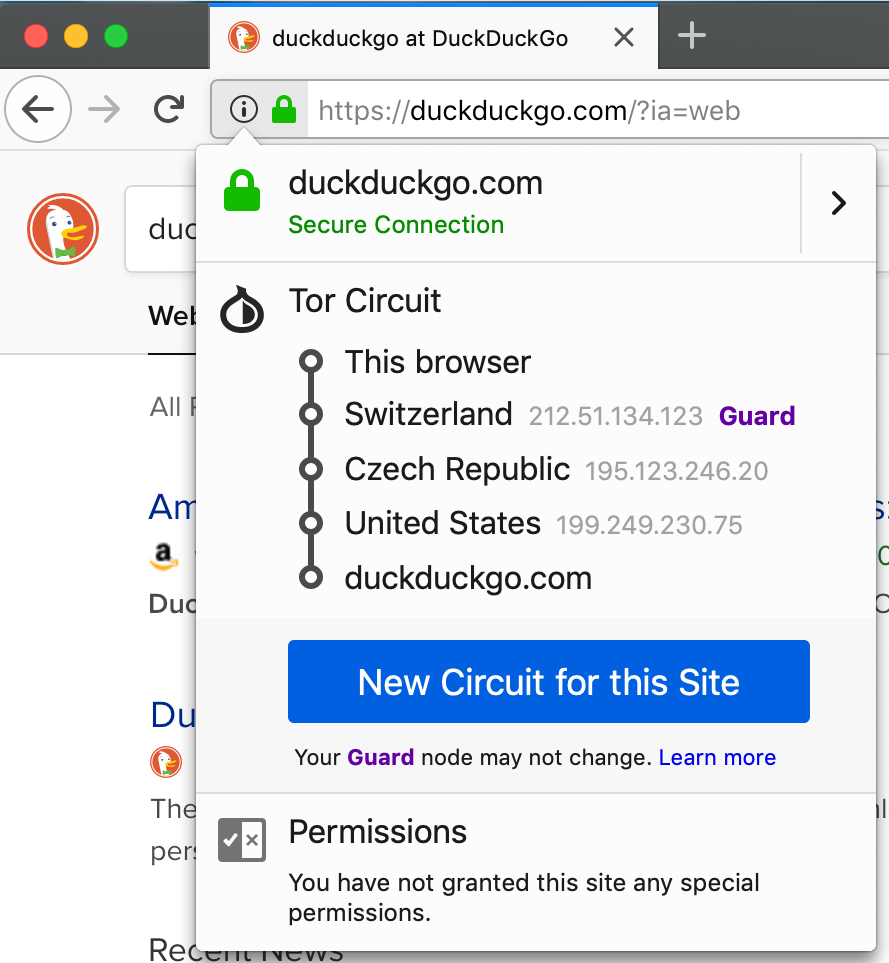 duckduckgo at DuckDuckGo
https://duckduckgo.com/?ia=web
duckduckgo.com
Secure Connection
duc
Tor Circuit
Web
This browser
All
Switzerland 212.51.134.123 Guard
Czech Republic 195.123.246.20
Am
United States 199.249.230.75
duckduckgo.com
Duc
New Circuit for this Site
Du
Your Guard node may not change. Learn more
The
Permissions
pers
You have not granted this site any special
permissions.
Recent News